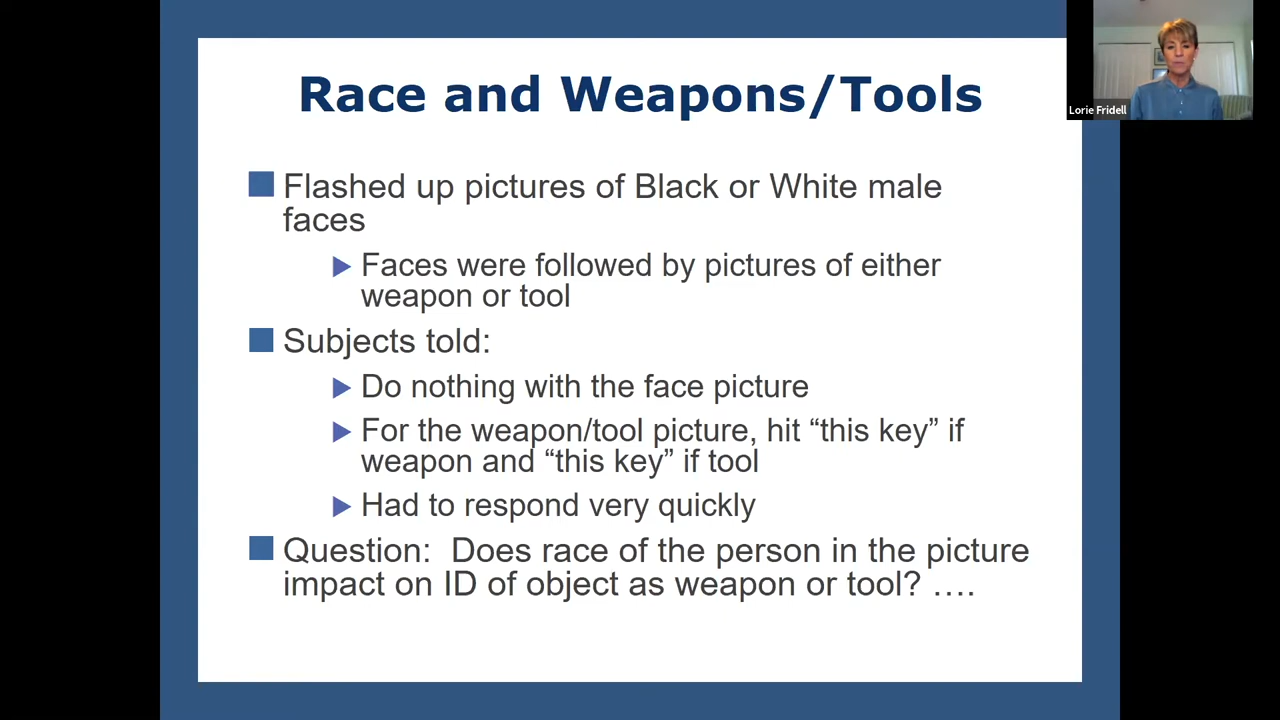 Race and Weapons/Tools
Lorie Fridell
Flashed up pictures of Black or White male
faces
Faces were followed by pictures of either
weapon or tool
Subjects told:
Do nothing with the face picture
For the weapon/tool picture, hit “this key” if
weapon and “this key” if tool
Had to respond very quickly
Question:  Does race of the person in the picture
impact on ID of object as weapon or tool? ….